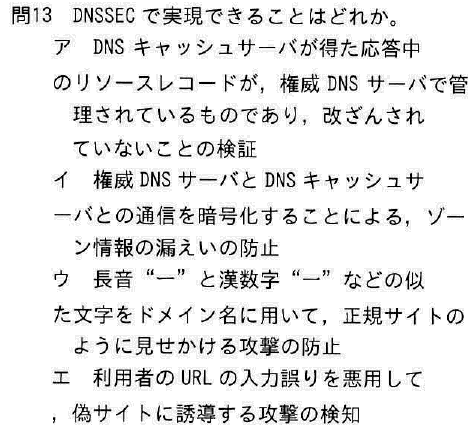 問13 DNSSEC で実現できることはどれか。
ア DNS キャッシュサーバが得た応答中
のリソースレコードが，権威 DNS サーバで管
理されているものであり，改ざんされ
ていないことの検証
イ 権威 DNS サーバと DNS キャッシュサ
ーバとの通信を暗号化することによる，ゾー
ン情報の漏えいの防止
ウ 長音“ー”と漢数字“一”などの似
た文字をドメイン名に用いて，正規サイトの
ように見せかける攻撃の防止
エ 利用者の URL の入力誤りを悪用して
，偽サイトに誘導する攻撃の検知